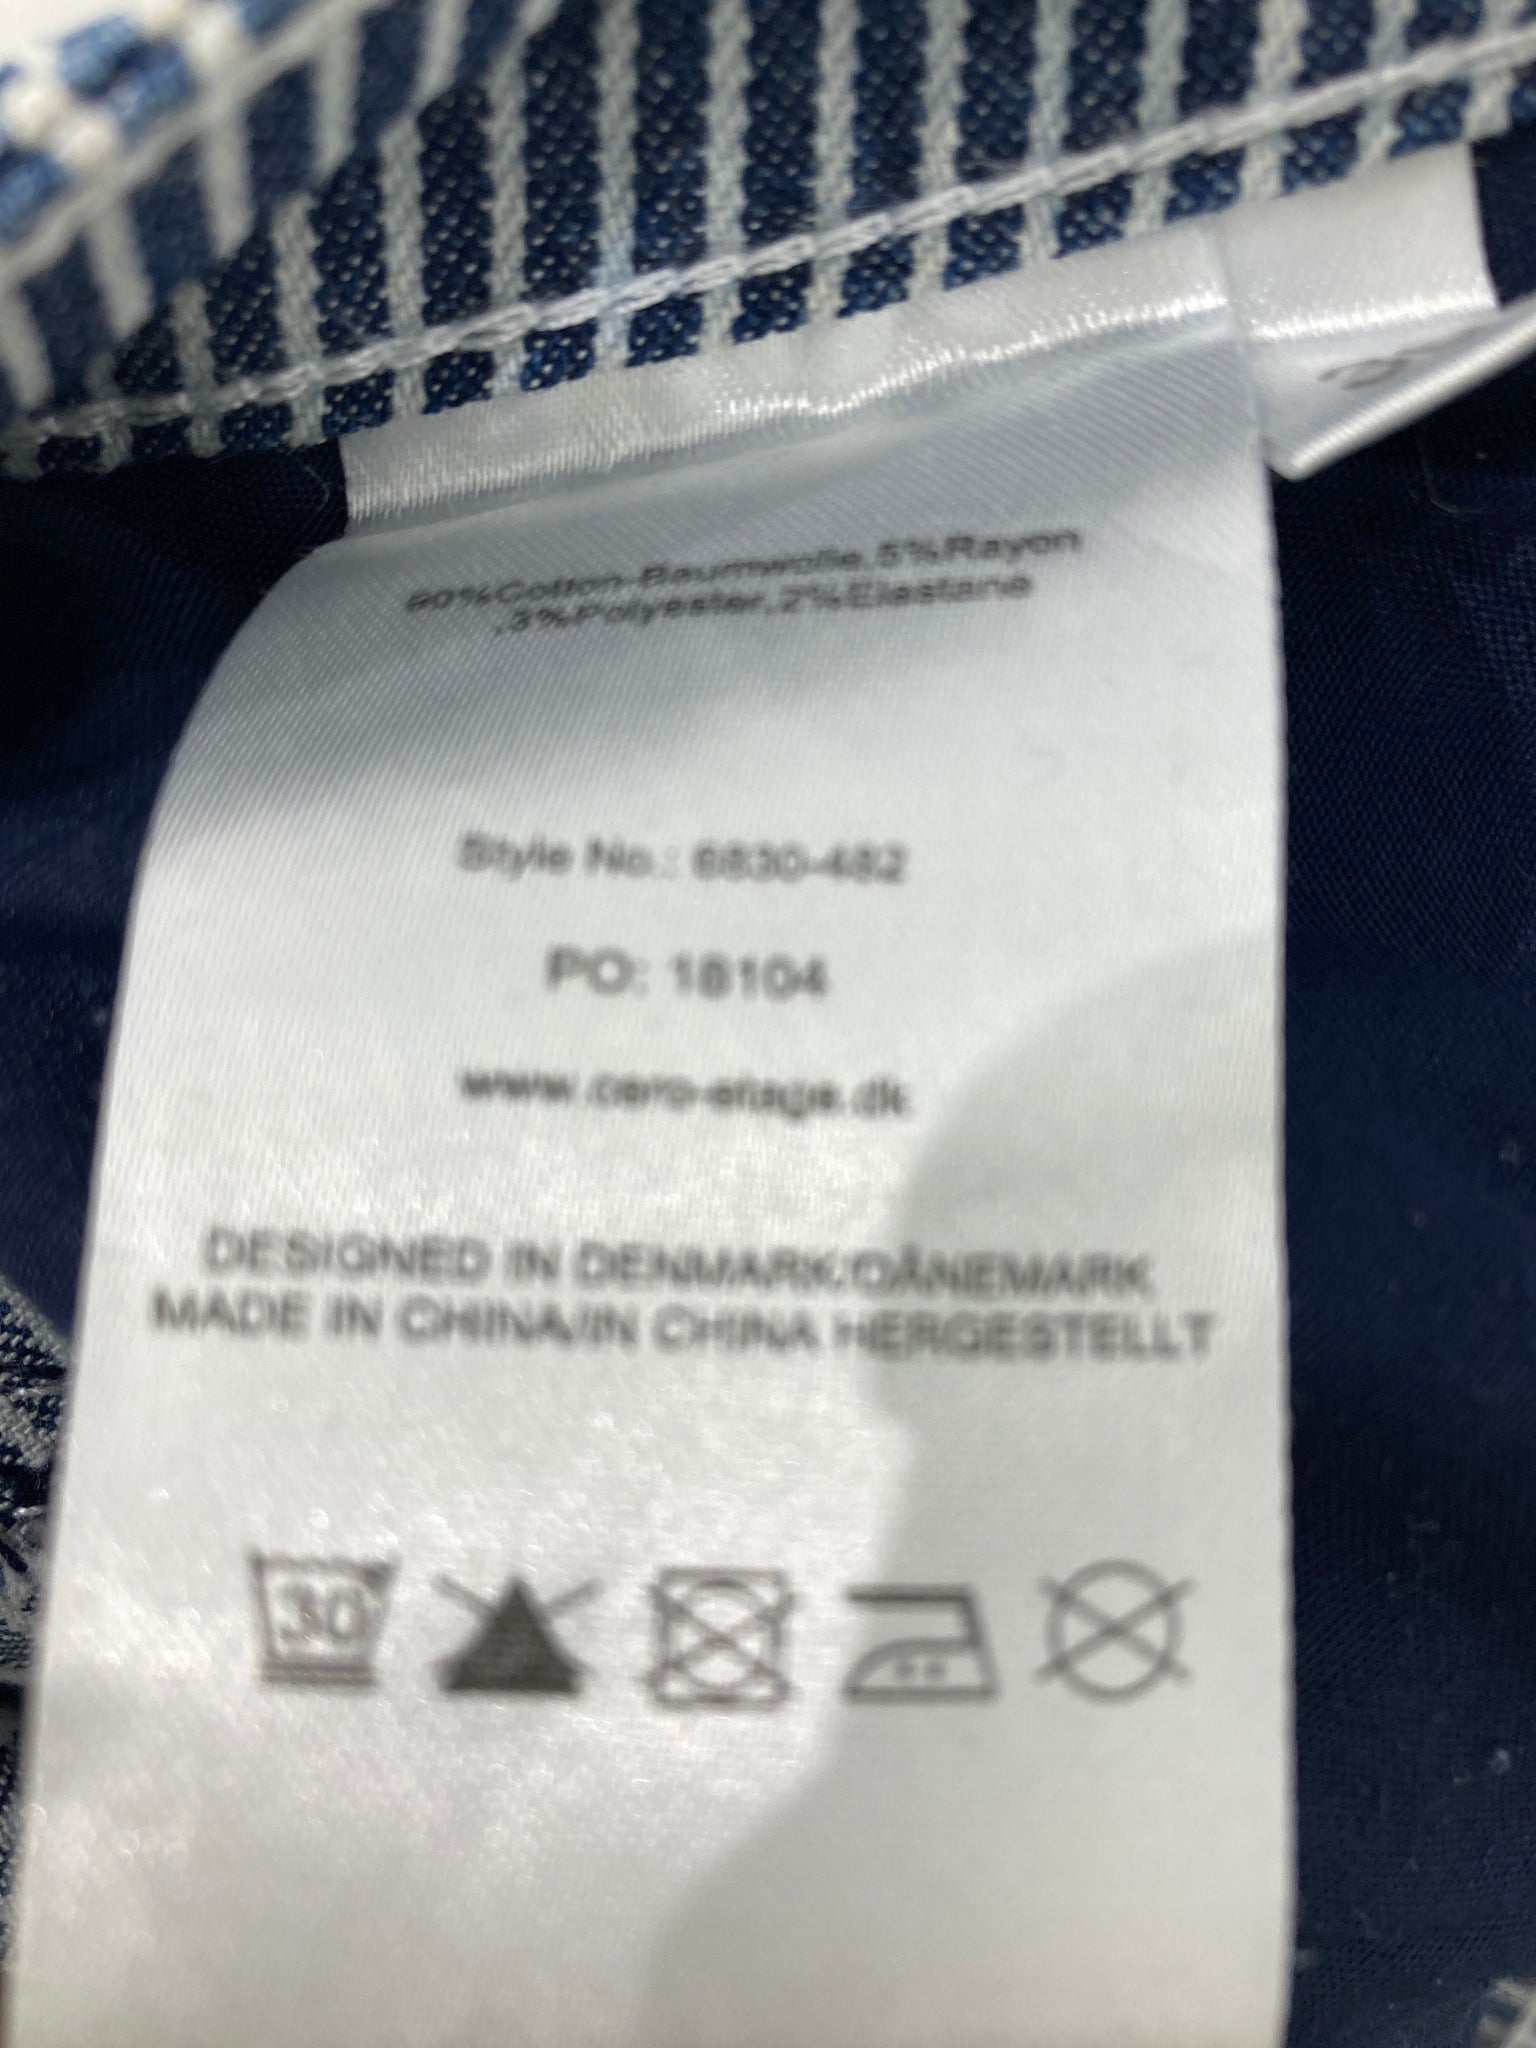 90%Cotton-Baumwolle,5%Rayon
,3%Polyester,2%Elastane
Style No.: 6830-482
PO: 18104
www.cero-etage.dk
DESIGNED IN DENMARK/DÄNEMARK
MADE IN CHINA/IN CHINA HERGESTELLT
30